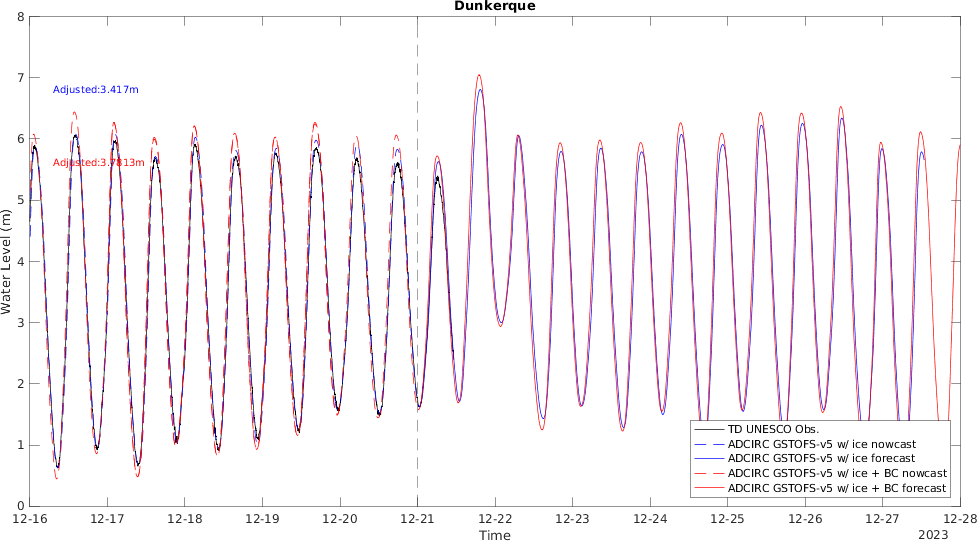 Dunkerque
8
7
6
5
4
3
2
1
0
Water Level (m)
Adjusted:3.417m
Adjusted:3.7813m
TD UNESCO Obs.
ADCIRC GSTOFS-v5 w/ ice nowcast
ADCIRC GSTOFS-v5 w/ ice forecast
ADCIRC GSTOFS-v5 w/ ice + BC nowcast
ADCIRC GSTOFS-v5 w/ ice + BC forecast
12-16 12-17 12-18 12-19 12-20 12-21 12-22 12-23 12-24 12-25 12-26 12-27 12-28
Time
2023